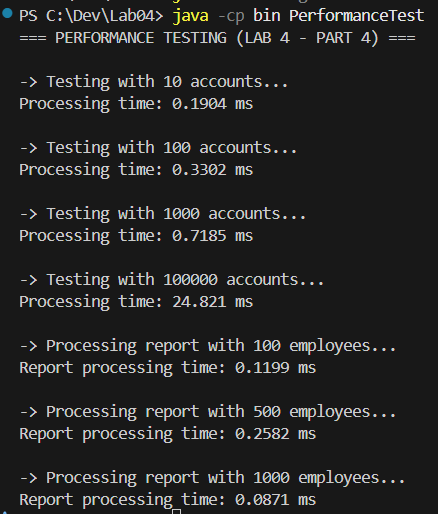 PS C:\Dev\Lab04> java -cp bin PerformanceTest
=== PERFORMANCE TESTING (LAB 4 - PART 4) ===

-> Testing with 10 accounts...
Processing time: 0.1904 ms

-> Testing with 100 accounts...
Processing time: 0.3302 ms

-> Testing with 1000 accounts...
Processing time: 0.7185 ms

-> Testing with 100000 accounts...
Processing time: 24.821 ms

-> Processing report with 100 employees...
Report processing time: 0.1199 ms

-> Processing report with 500 employees...
Report processing time: 0.2582 ms

-> Processing report with 1000 employees...
Report processing time: 0.0871 ms